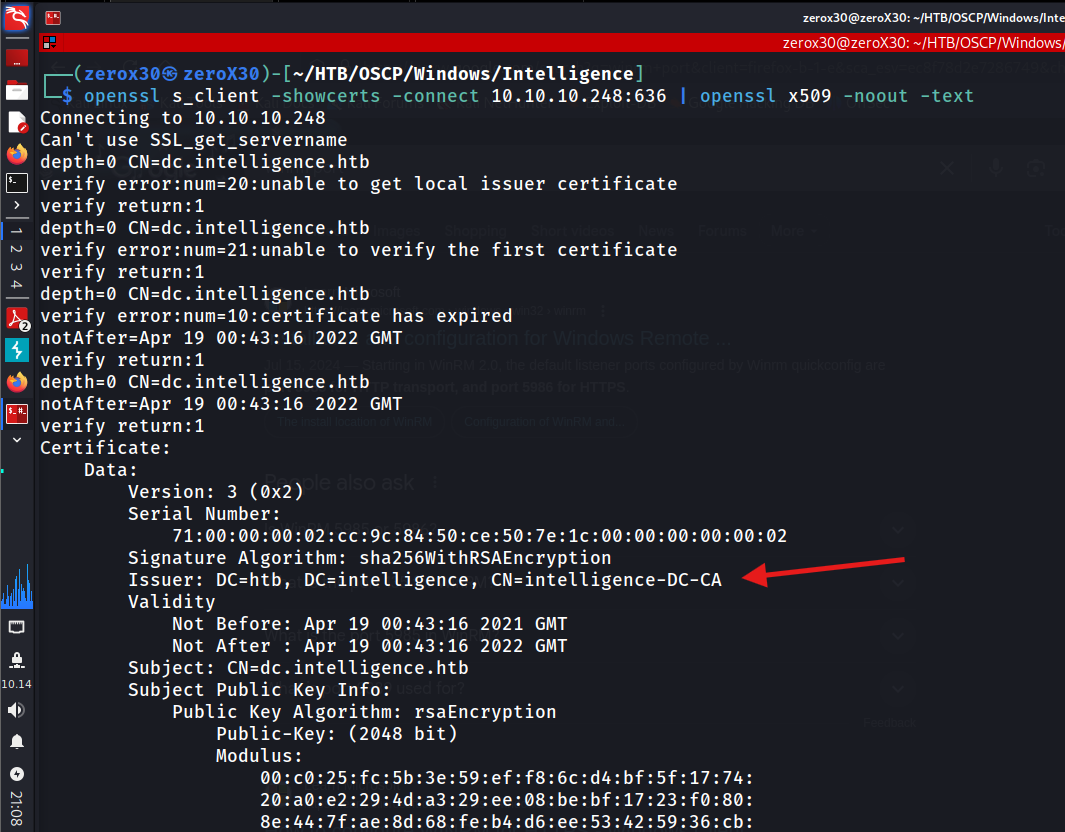 zerox30@zeroX30: ~/HTB/OSCP/Windows/Inte
zerox30@zeroX30: ~/HTB/OSCP/Windows/
┌──(zerox30㉿zeroX30)-[~/HTB/OSCP/Windows/Intelligence]
└─$ openssl s_client -showcerts -connect 10.10.10.248:636 | openssl x509 -noout -text
Connecting to 10.10.10.248
Can't use SSL_get_servername
depth=0 CN=dc.intelligence.htb
verify error:num=20:unable to get local issuer certificate
verify return:1
depth=0 CN=dc.intelligence.htb
verify error:num=21:unable to verify the first certificate
verify return:1
depth=0 CN=dc.intelligence.htb
verify error:num=10:certificate has expired
notAfter=Apr 19 00:43:16 2022 GMT
verify return:1
depth=0 CN=dc.intelligence.htb
notAfter=Apr 19 00:43:16 2022 GMT
verify return:1
Certificate:
Data:
Version: 3 (0x2)
Serial Number:
71:00:00:00:02:cc:9c:84:50:ce:50:7e:1c:00:00:00:00:00:02
Signature Algorithm: sha256WithRSAEncryption
Issuer: DC=htb, DC=intelligence, CN=intelligence-DC-CA
Validity
Not Before: Apr 19 00:43:16 2021 GMT
Not After : Apr 19 00:43:16 2022 GMT
Subject: CN=dc.intelligence.htb
Subject Public Key Info:
Public Key Algorithm: rsaEncryption
Public-Key: (2048 bit)
Modulus:
00:c0:25:fc:5b:3e:59:ef:f8:6c:d4:bf:5f:17:74:
20:a0:e2:29:4d:a3:29:ee:08:be:bf:17:23:f0:80:
8e:44:7f:ae:8d:68:fe:b4:d6:ee:53:42:59:36:cb:
1
2
3
4
2
10.14
21:08